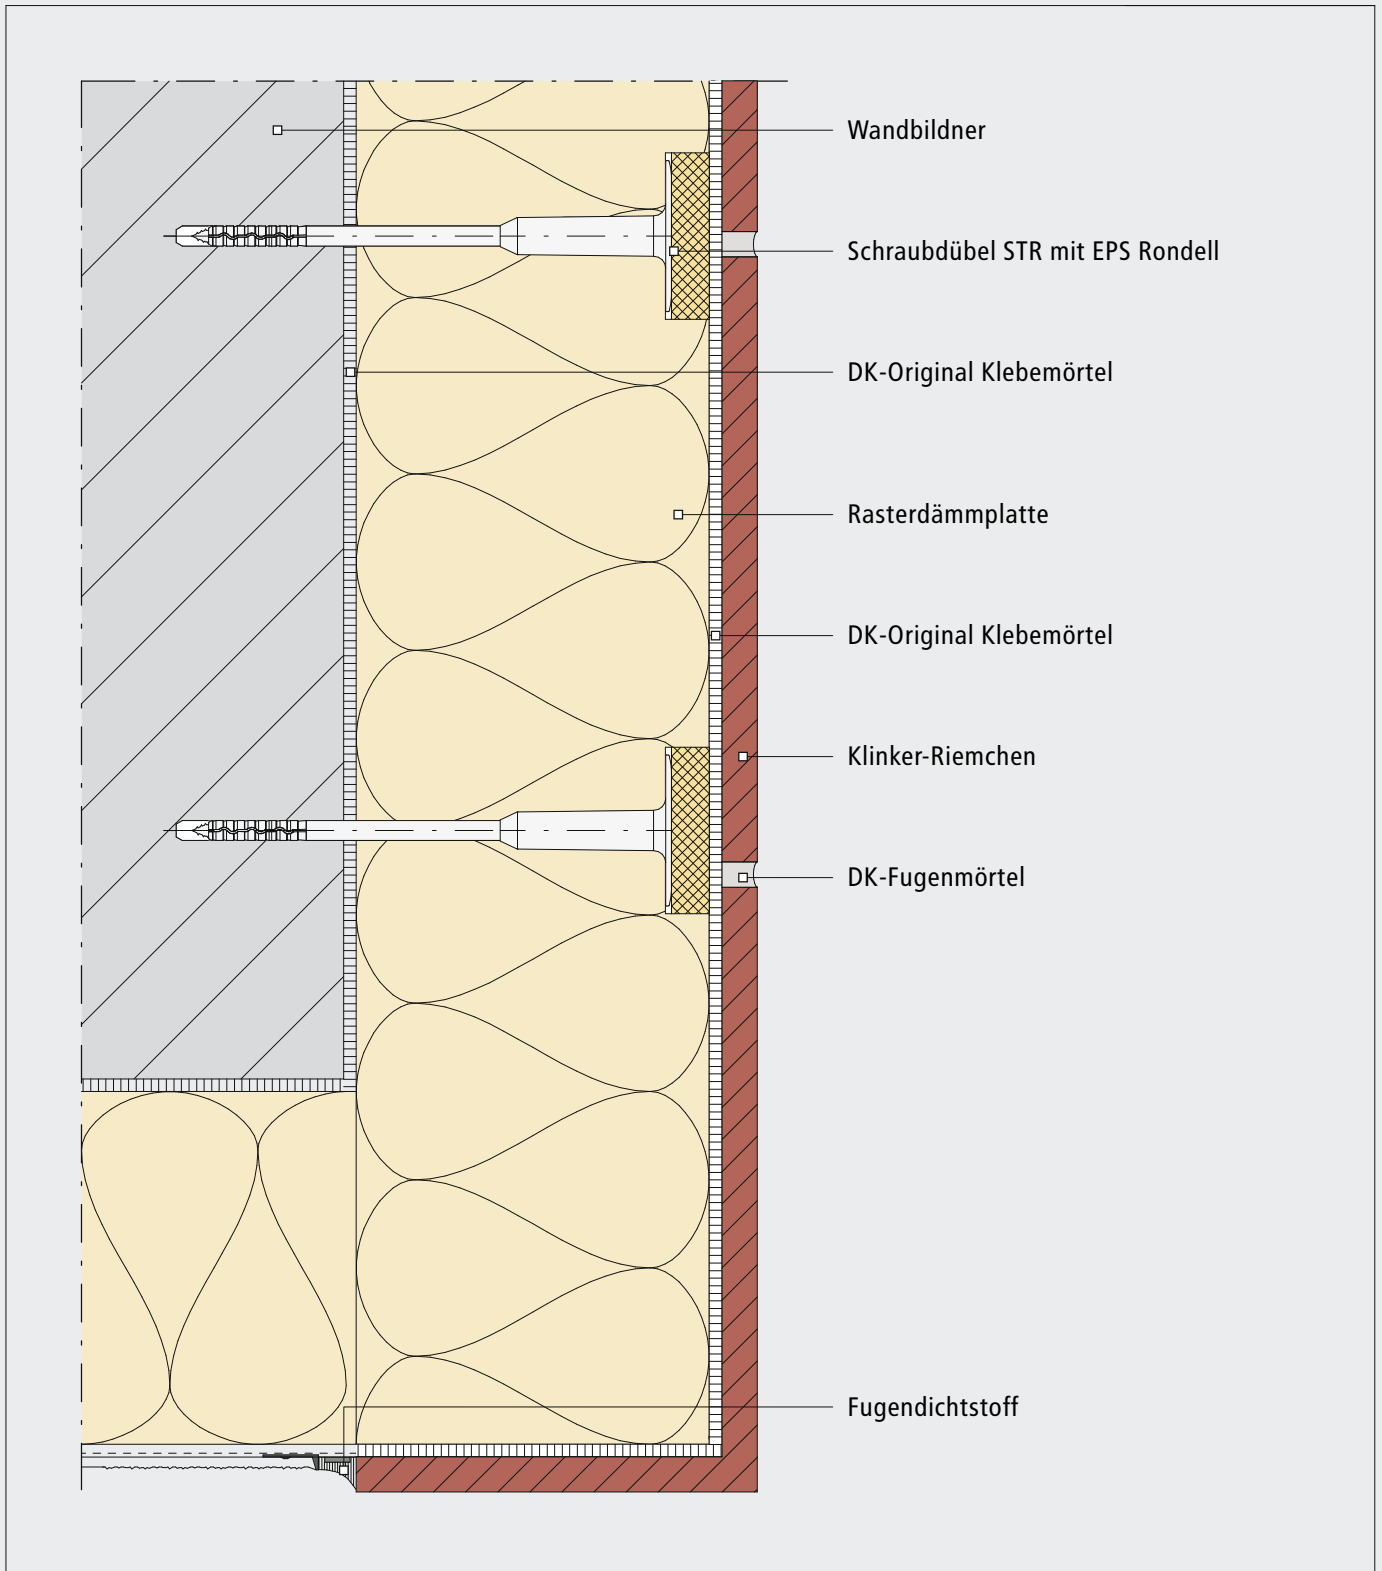 Wandbildner
Schraubdübel STR mit EPS Rondell
DK-Original Klebemörtel
Rasterdämmplatte
DK-Original Klebemörtel
Klinker-Riemchen
DK-Fugenmörtel
Fugendichtstoff